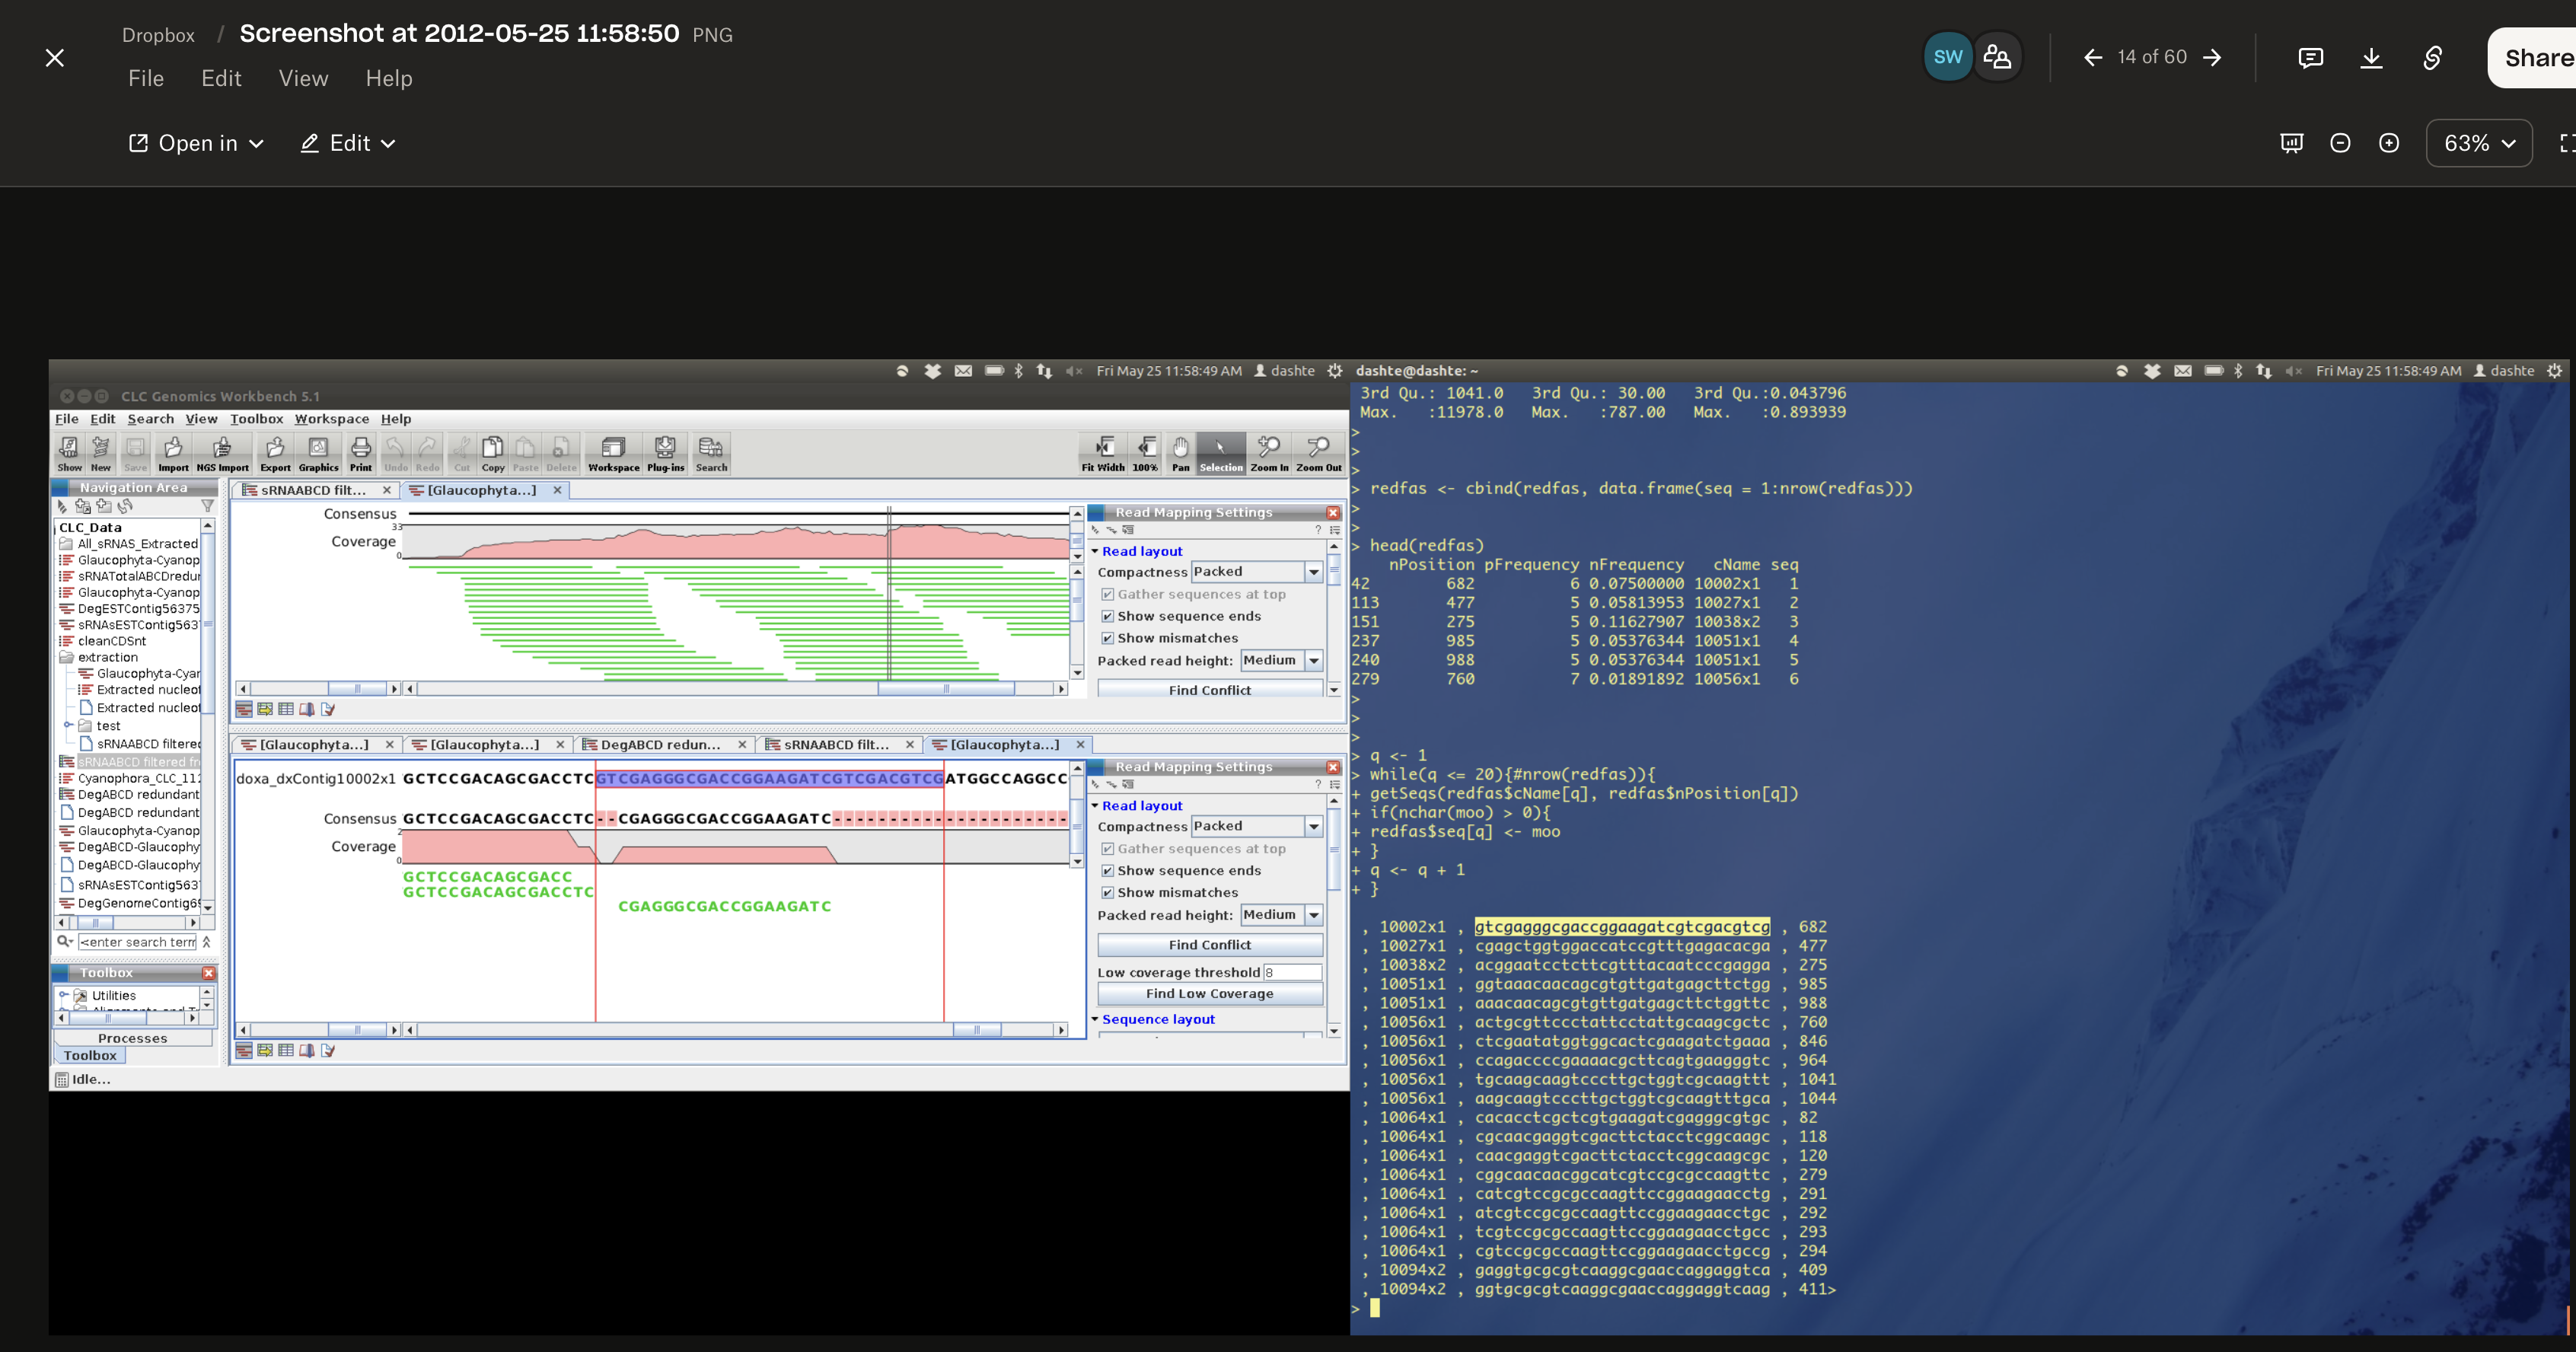 Dropbox / Screenshot at 2012-05-25 11:58:50 PNG
File Edit View Help
SW
14 of 60
Share
Open in
Edit
63%
Fri May 25 11:58:49 AM dashte
CLC Genomics Workbench 5.1
File Edit Search View Toolbox Workspace Help
Show New Save Import NGS Import Export Graphics Print Undo Redo Cut Copy Paste Delete Workspace Plug-ins Search
Fit Width 100% Pan Selection Zoom In Zoom Out
Navigation Area
CLC_Data
All_sRNAS_Extracted
Glaucophyta-Cyanop
sRNATotalABCDredur
Glaucophyta-Cyanop
DegESTContig56375
sRNAsESTContig563
cleanCDSnt
extraction
Glaucophyta-Cyar
Extracted nucleof
Extracted nucleof
test
sRNAABCD filtered
sRNAABCD filtered fr
Cyanophora_CLC_112
DegABCD redundant
DegABCD redundant
Glaucophyta-Cyanop
DegABCD-Glaucophy
DegABCD-Glaucophy
sRNAsESTContig563
DegGenomeContig6
<enter search term
Toolbox
Utilities
Processes
Toolbox
Idle...
sRNAABCD filt...
[Glaucophyta...]
Consensus
33
Coverage
0
Read Mapping Settings
Read layout
Compactness Packed
Gather sequences at top
Show sequence ends
Show mismatches
Packed read height: Medium
Find Conflict
[Glaucophyta...]
[Glaucophyta...]
DegABCD redun...
sRNAABCD filt...
[Glaucophyta...]
doxa_dxContig10002x1 GCTCCGACAGCGACCTCGTCGAGGGCGACCGGAAGATCGTCGACGTCGATGGCCAGGCC
Consensus GCTCCGACAGCGACCTC--CGAGGGCGACCGGAAGATC--------------------
2
Coverage
0
GCTCCGACAGCGACC
GCTCCGACAGCGACCTC
CGAGGGCGACCGGAAGATC
Read Mapping Settings
Read layout
Compactness Packed
Gather sequences at top
Show sequence ends
Show mismatches
Packed read height: Medium
Find Conflict
Low coverage threshold 8
Find Low Coverage
Sequence layout
dashte@dashte: ~
Fri May 25 11:58:49 AM dashte
3rd Qu.: 1041.0 3rd Qu.: 30.00 3rd Qu.:0.043796
Max. :11978.0 Max. :787.00 Max. :0.893939
>
>
>
> redfas <- cbind(redfas, data.frame(seq = 1:nrow(redfas)))
>
>
> head(redfas)
nPosition pFrequency nFrequency cName seq
42 682 6 0.07500000 10002x1 1
113 477 5 0.05813953 10027x1 2
151 275 5 0.11627907 10038x2 3
237 985 5 0.05376344 10051x1 4
240 988 5 0.05376344 10051x1 5
279 760 7 0.01891892 10056x1 6
>
>
>
> q <- 1
> while(q <= 20){#nrow(redfas)){
+ getSeqs(redfas$cName[q], redfas$nPosition[q])
+ if(nchar(moo) > 0){
+ redfas$seq[q] <- moo
+ }
+ q <- q + 1
+ }
, 10002x1 , gtcgagggcgaccggaagatcgtcgacgtcg , 682
, 10027x1 , cgagctggtggaccatccgtttgagacacga , 477
, 10038x2 , acggaatcctcttcgtttacaatcccgagga , 275
, 10051x1 , ggtaaacaacagcgtgttgatgagcttctgg , 985
, 10051x1 , aaacaacagcgtgttgatgagcttctggttc , 988
, 10056x1 , actgcgttccctattcctattgcaagcgctc , 760
, 10056x1 , ctcgaatatggtggcactcgaagatctgaaa , 846
, 10056x1 , ccagaccccgaaaacgcttcagtgaagggtc , 964
, 10056x1 , tgcaagcaagtcccttgctggtcgcaagttt , 1041
, 10056x1 , aagcaagtcccttgctggtcgcaagtttgca , 1044
, 10064x1 , cacacctcgctcgtgaagatcgagggcgtgc , 82
, 10064x1 , cgcaacgaggtcgacttctacctcggcaagc , 118
, 10064x1 , caacgaggtcgacttctacctcggcaagcgc , 120
, 10064x1 , cggcaacaacggcatcgtccgcgccaagttc , 279
, 10064x1 , catcgtccgcgccaagttccggaagaacctg , 291
, 10064x1 , atcgtccgcgccaagttccggaagaacctgc , 292
, 10064x1 , tcgtccgcgccaagttccggaagaacctgcc , 293
, 10064x1 , cgtccgcgccaagttccggaagaacctgccg , 294
, 10094x2 , gaggtgcgcgtcaaggcgaaccaggaggtca , 409
, 10094x2 , ggtgcgcgtcaaggcgaaccaggaggtcaag , 411>
>